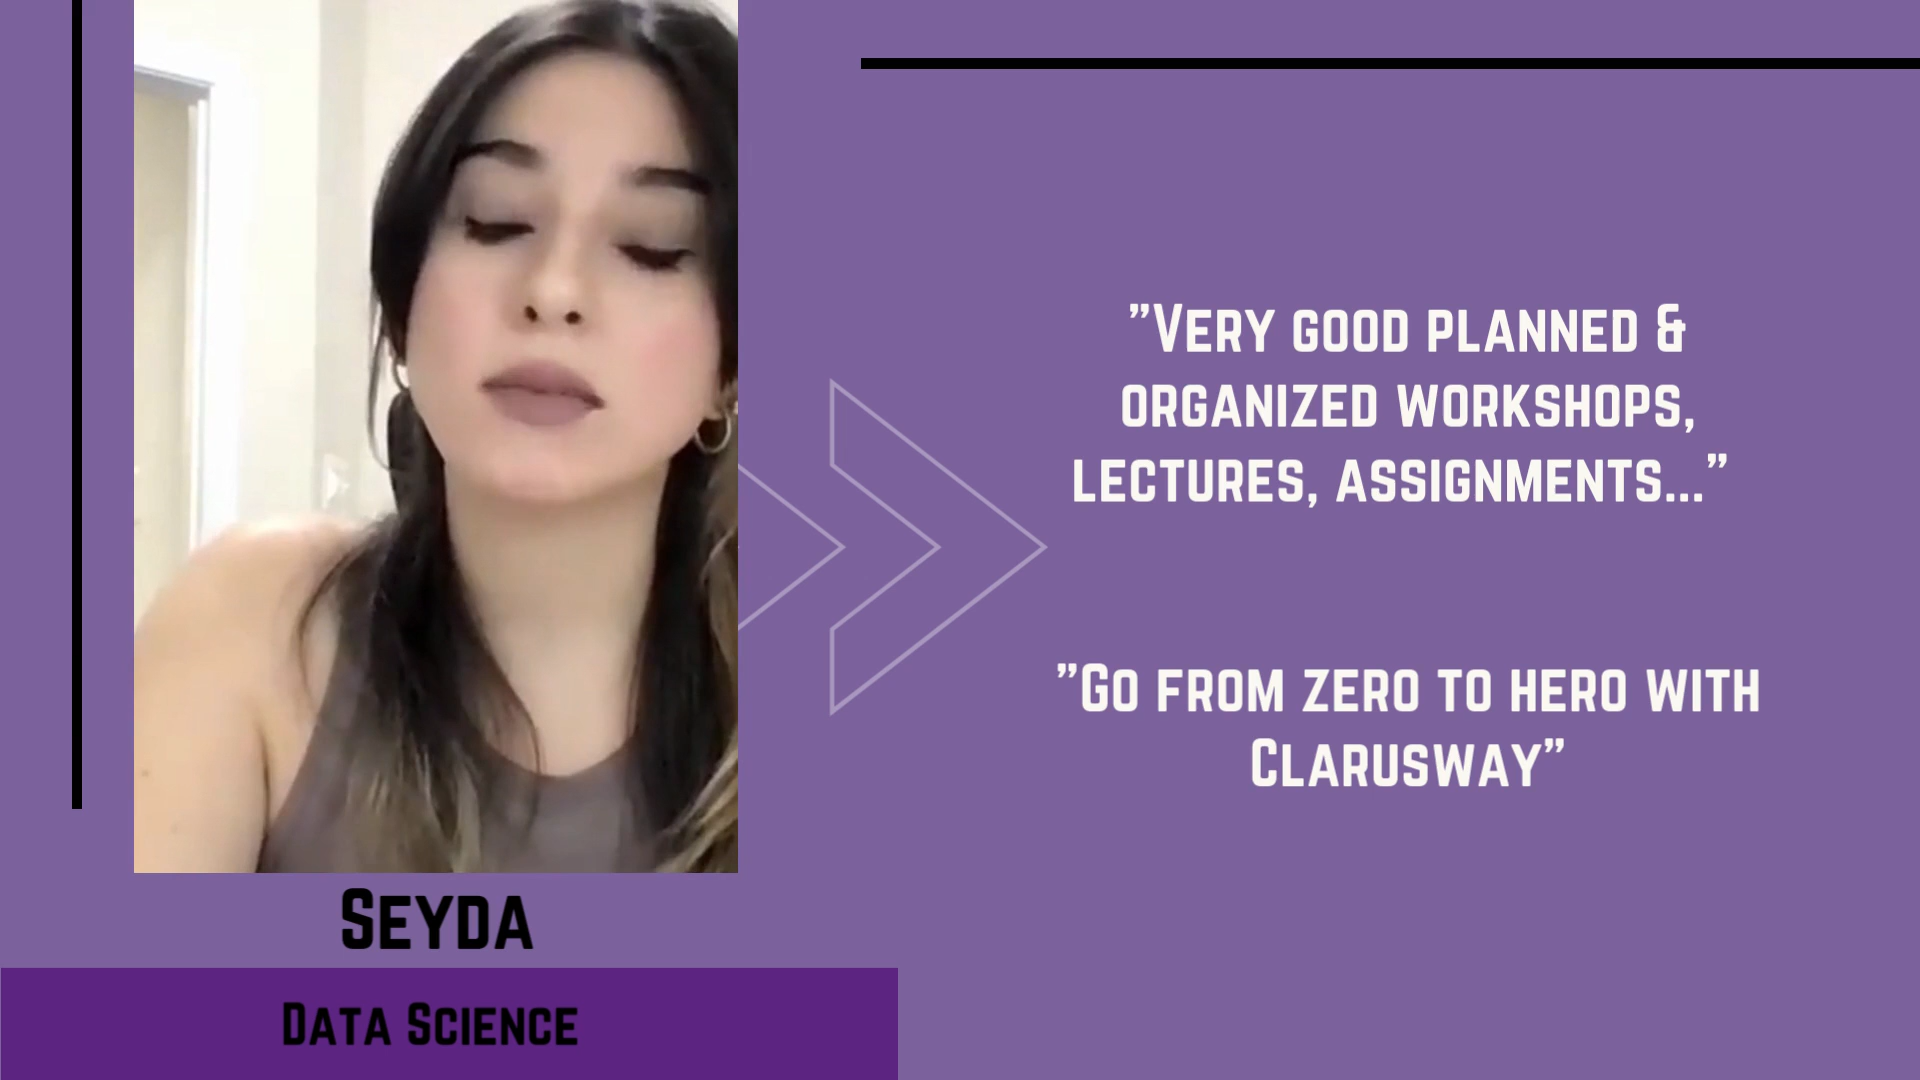 "Very good planned &
organized workshops,
lectures, assignments..."
"Go from zero to hero with
Clarusway"
Seyda
Data Science